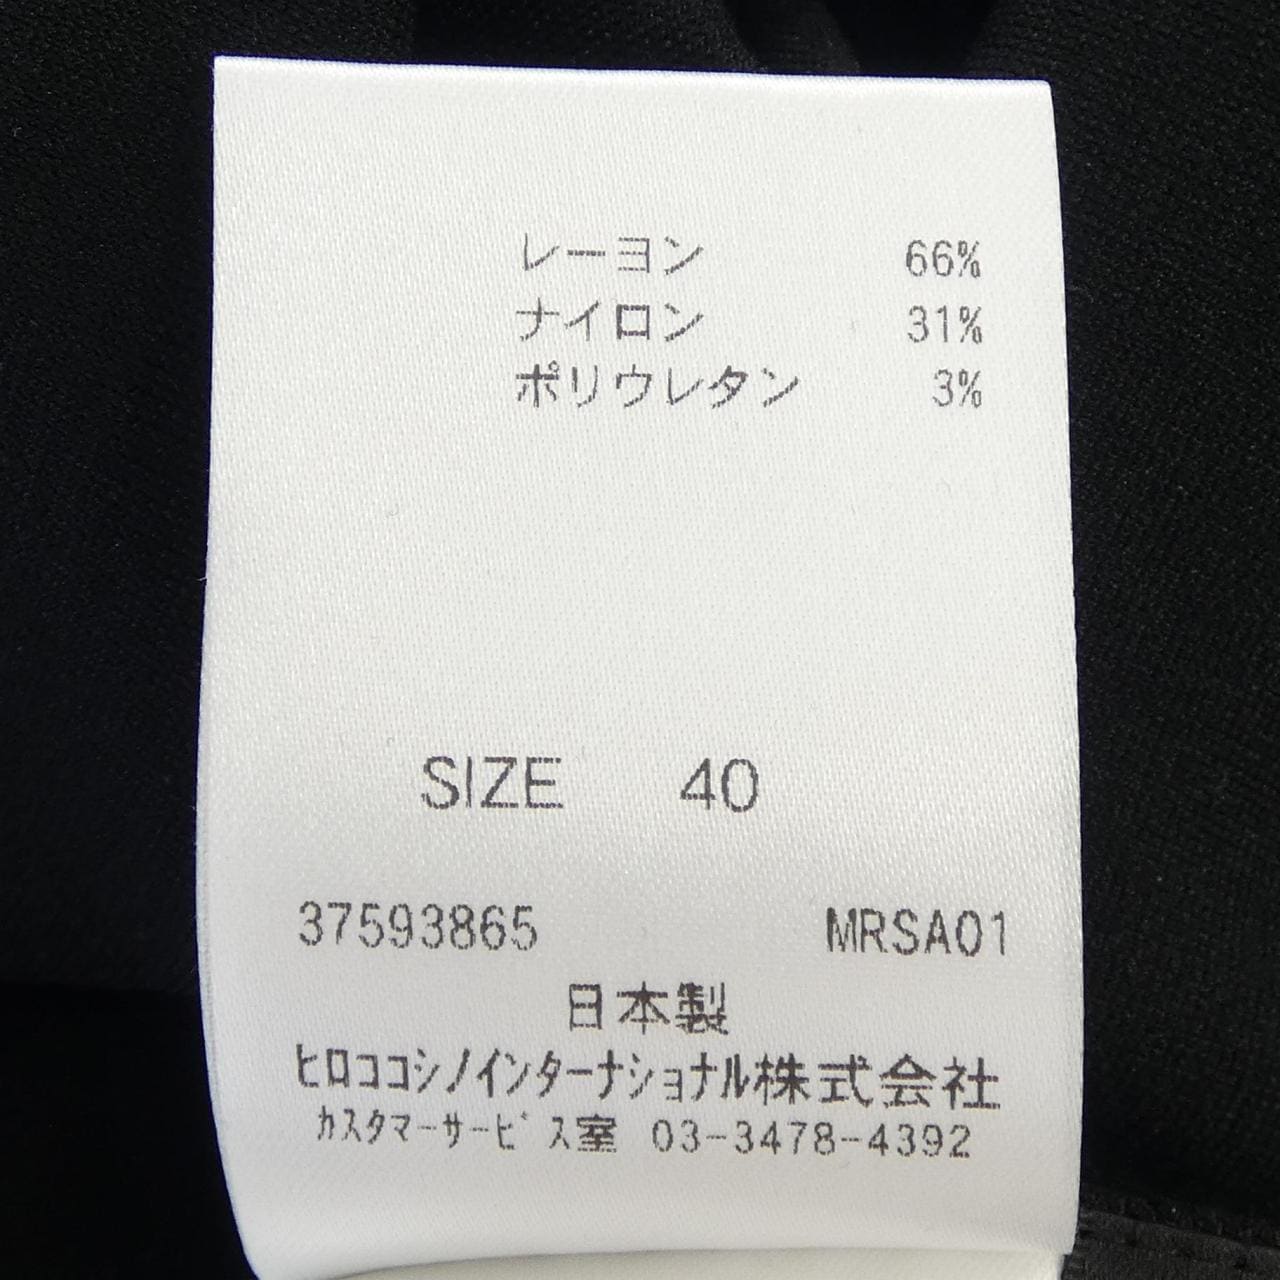 レーヨン 66%
ナイロン 31%
ポリウレタン 3%
SIZE 40
37593865 MRSA01
日本製
ﾋﾛｺｺｼﾉｲﾝﾀｰﾅｼｮﾅﾙ株式会社
ｶｽﾀﾏｰｻｰﾋﾞｽ室 03-3478-4392